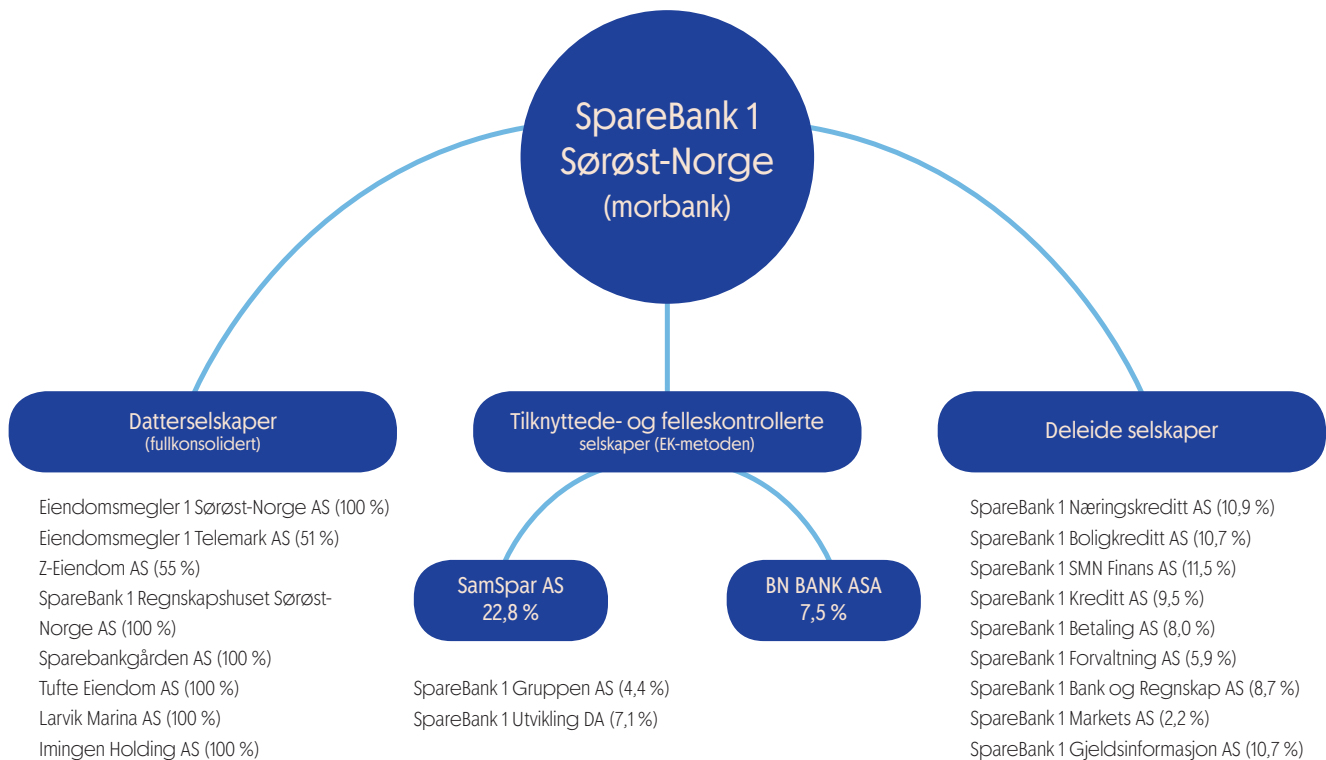 SpareBank 1
Sørøst-Norge
(morbank)
Datterselskaper
(fullkonsolidert)
Eiendomsmegler 1 Sørøst-Norge AS (100 %)
Eiendomsmegler 1 Telemark AS (51 %)
Z-Eiendom AS (55 %)
SpareBank 1 Regnskapshuset Sørøst-
Norge AS (100 %)
Sparebankgården AS (100 %)
Tufte Eiendom AS (100 %)
Larvik Marina AS (100 %)
Imingen Holding AS (100 %)
Tilknyttede- og felleskontrollerte
selskaper (EK-metoden)
SamSpar AS
22,8 %
BN BANK ASA
7,5 %
SpareBank 1 Gruppen AS (4,4 %)
SpareBank 1 Utvikling DA (7,1 %)
Deleide selskaper
SpareBank 1 Næringskreditt AS (10,9 %)
SpareBank 1 Boligkreditt AS (10,7 %)
SpareBank 1 SMN Finans AS (11,5 %)
SpareBank 1 Kreditt AS (9,5 %)
SpareBank 1 Betaling AS (8,0 %)
SpareBank 1 Forvaltning AS (5,9 %)
SpareBank 1 Bank og Regnskap AS (8,7 %)
SpareBank 1 Markets AS (2,2 %)
SpareBank 1 Gjeldsinformasjon AS (10,7 %)